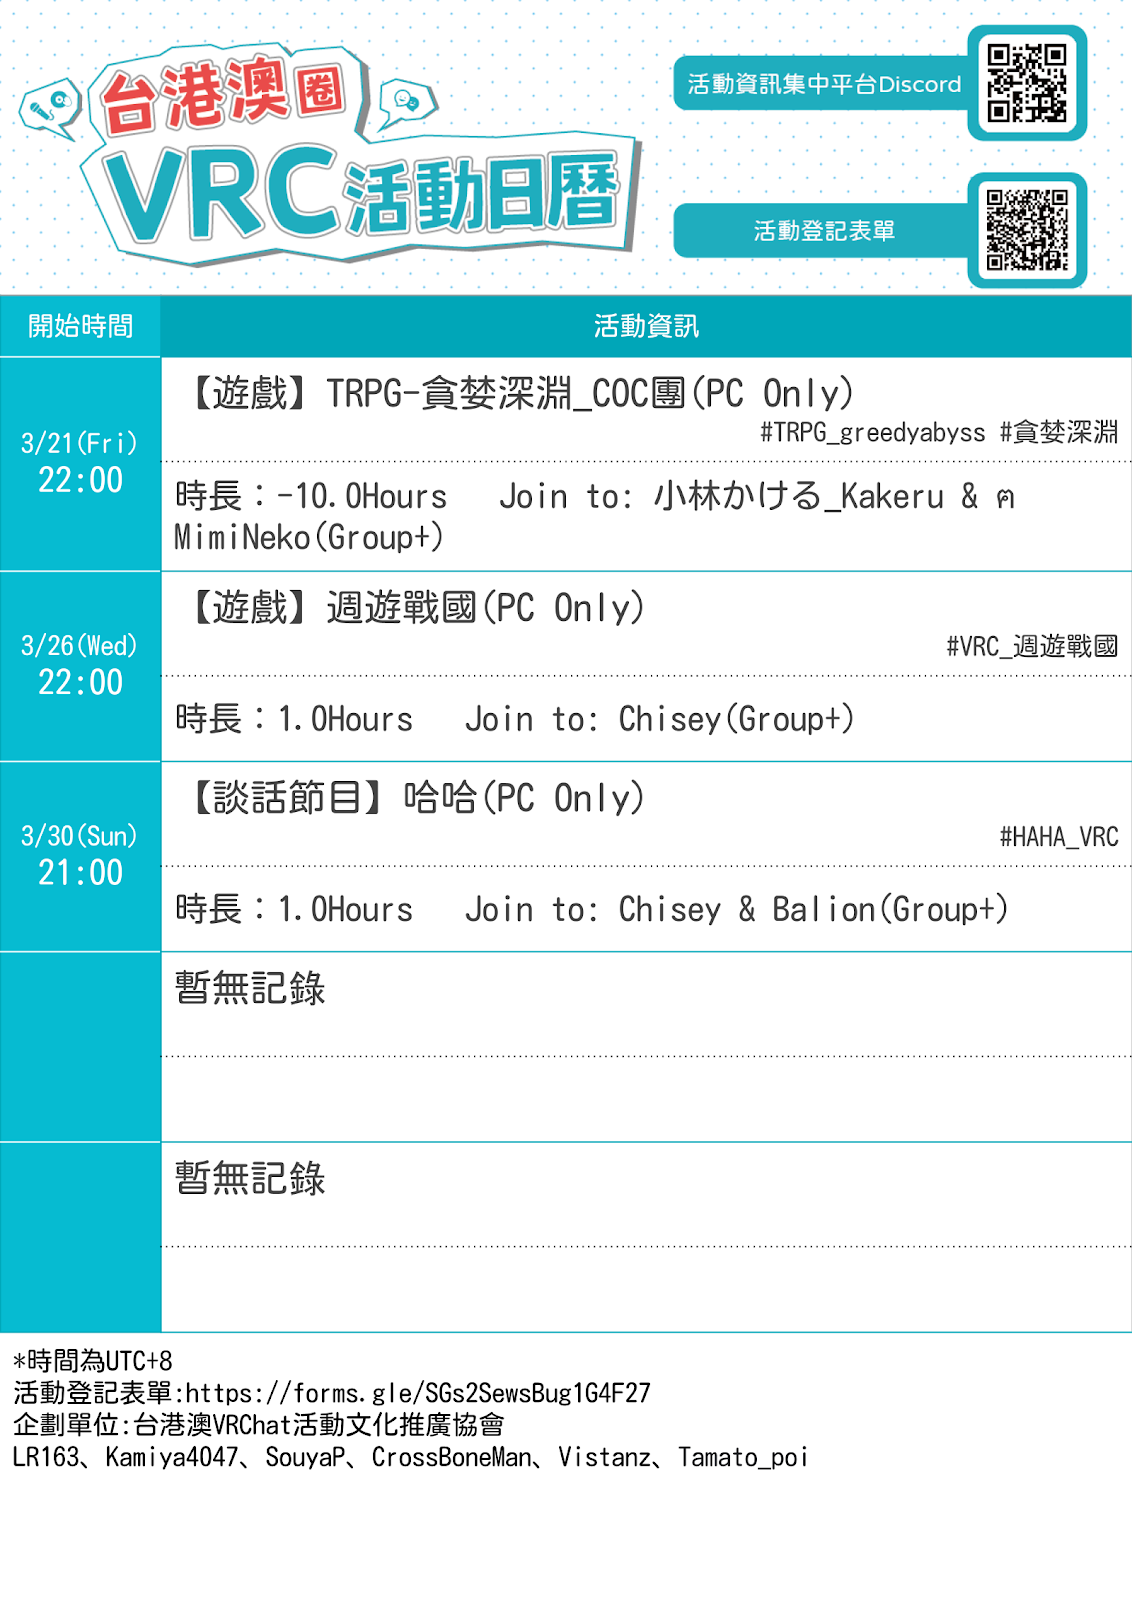 台港澳圈
VRC活動日曆
活動資訊集中平台Discord
活動登記表單
開始時間
活動資訊
3/21(Fri)
22:00
【遊戲】TRPG-貪婪深淵_COC團(PC Only)
#TRPG_greedyabyss #貪婪深淵
時長：-10.0Hours Join to: 小林かける_Kakeru & ฅ
MimiNeko(Group+)
3/26(Wed)
22:00
【遊戲】週遊戰國(PC Only)
#VRC_週遊戰國
時長：1.0Hours Join to: Chisey(Group+)
3/30(Sun)
21:00
【談話節目】哈哈(PC Only)
#HAHA_VRC
時長：1.0Hours Join to: Chisey & Balion(Group+)
暫無記錄
暫無記錄
*時間為UTC+8
活動登記表單:https://forms.gle/SGs2SewsBug1G4F27
企劃單位:台港澳VRChat活動文化推廣協會
LR163、Kamiya4047、SouyaP、CrossBoneMan、Vistanz、Tamato_poi